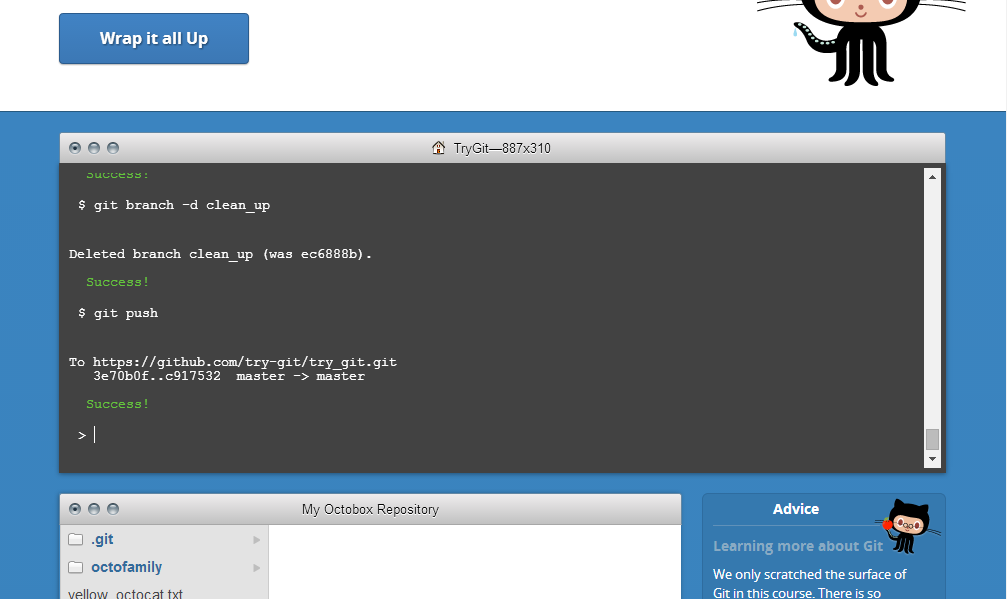 Wrap it all Up
TryGit—887x310
Success!
$ git branch -d clean_up
Deleted branch clean_up (was ec6888b).
Success!
$ git push
To https://github.com/try-git/try_git.git
3e70b0f..c917532 master -> master
Success!
>
My Octobox Repository
.git
octofamily
yellow_octocat.txt
Advice
Learning more about Git
We only scratched the surface of
Git in this course. There is so